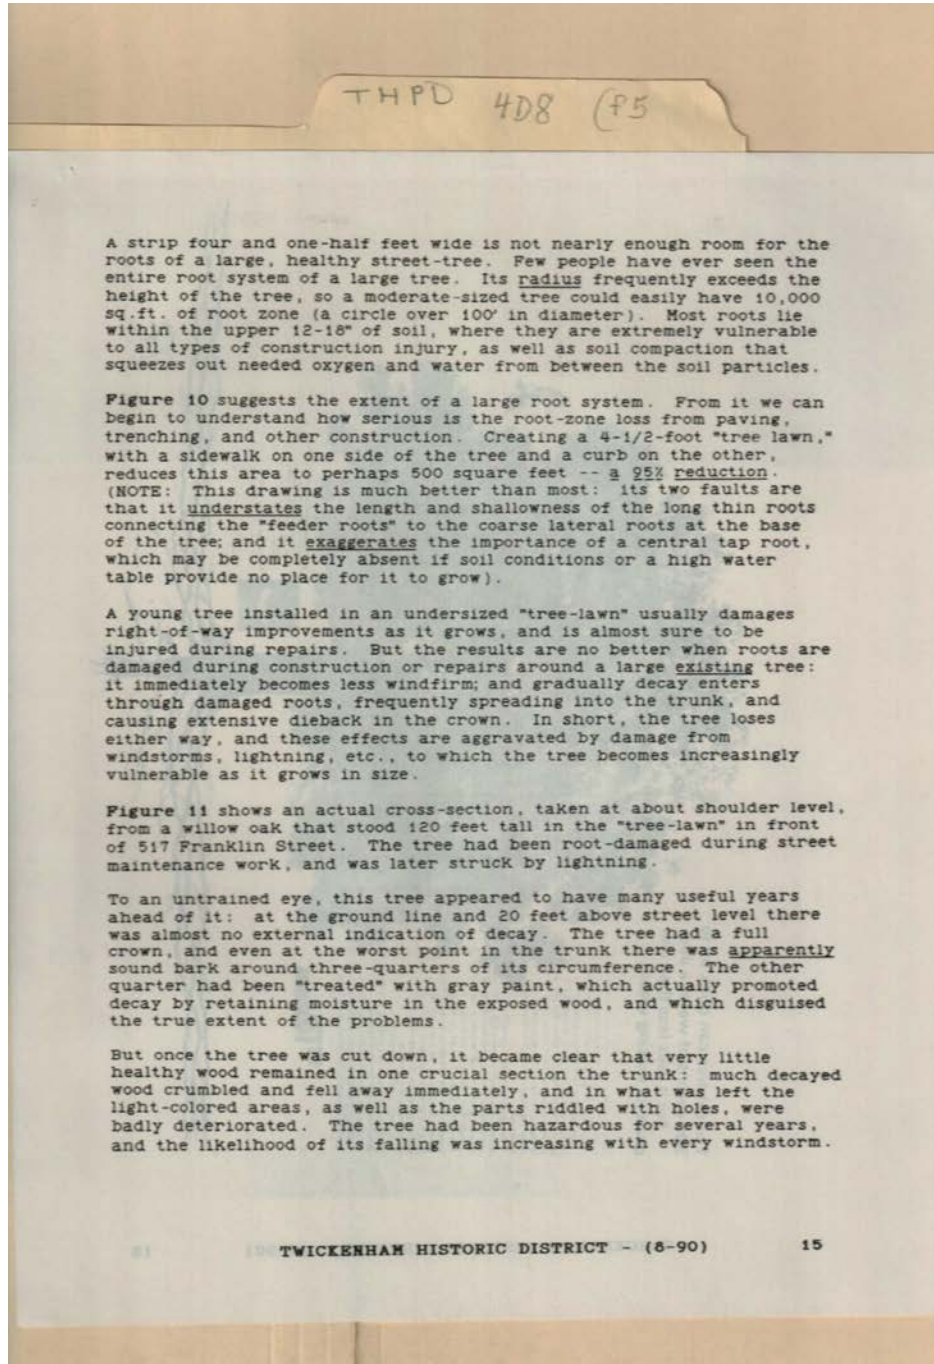 THPD 4D8 (f5
A strip four and one-half feet wide is not nearly enough room for the
roots of a large, healthy street-tree. Few people have ever seen the
entire root system of a large tree. Its radius frequently exceeds the
height of the tree, so a moderate-sized tree could easily have 10,000
sq.ft. of root zone (a circle over 100' in diameter). Most roots lie
within the upper 12-18" of soil, where they are extremely vulnerable
to all types of construction injury, as well as soil compaction that
squeezes out needed oxygen and water from between the soil particles.
Figure 10 suggests the extent of a large root system. From it we can
begin to understand how serious is the root-zone loss from paving,
trenching, and other construction. Creating a 4-1/2-foot "tree lawn,"
with a sidewalk on one side of the tree and a curb on the other,
reduces this area to perhaps 500 square feet -- a 95% reduction.
(NOTE: This drawing is much better than most: its two faults are
that it understates the length and shallowness of the long thin roots
connecting the "feeder roots" to the coarse lateral roots at the base
of the tree; and it exaggerates the importance of a central tap root,
which may be completely absent if soil conditions or a high water
table provide no place for it to grow).
A young tree installed in an undersized "tree-lawn" usually damages
right-of-way improvements as it grows, and is almost sure to be
injured during repairs. But the results are no better when roots are
damaged during construction or repairs around a large existing tree:
it immediately becomes less windfirm; and gradually decay enters
through damaged roots, frequently spreading into the trunk, and
causing extensive dieback in the crown. In short, the tree loses
either way, and these effects are aggravated by damage from
windstorms, lightning, etc., to which the tree becomes increasingly
vulnerable as it grows in size.
Figure 11 shows an actual cross-section, taken at about shoulder level,
from a willow oak that stood 120 feet tall in the "tree-lawn" in front
of 517 Franklin Street. The tree had been root-damaged during street
maintenance work, and was later struck by lightning.
To an untrained eye, this tree appeared to have many useful years
ahead of it: at the ground line and 20 feet above street level there
was almost no external indication of decay. The tree had a full
crown, and even at the worst point in the trunk there was apparently
sound bark around three-quarters of its circumference. The other
quarter had been "treated" with gray paint, which actually promoted
decay by retaining moisture in the exposed wood, and which disguised
the true extent of the problems.
But once the tree was cut down, it became clear that very little
healthy wood remained in one crucial section the trunk: much decayed
wood crumbled and fell away immediately, and in what was left the
light-colored areas, as well as the parts riddled with holes, were
badly deteriorated. The tree had been hazardous for several years,
and the likelihood of its falling was increasing with every windstorm.
TWICKENHAM HISTORIC DISTRICT - (8-90) 15